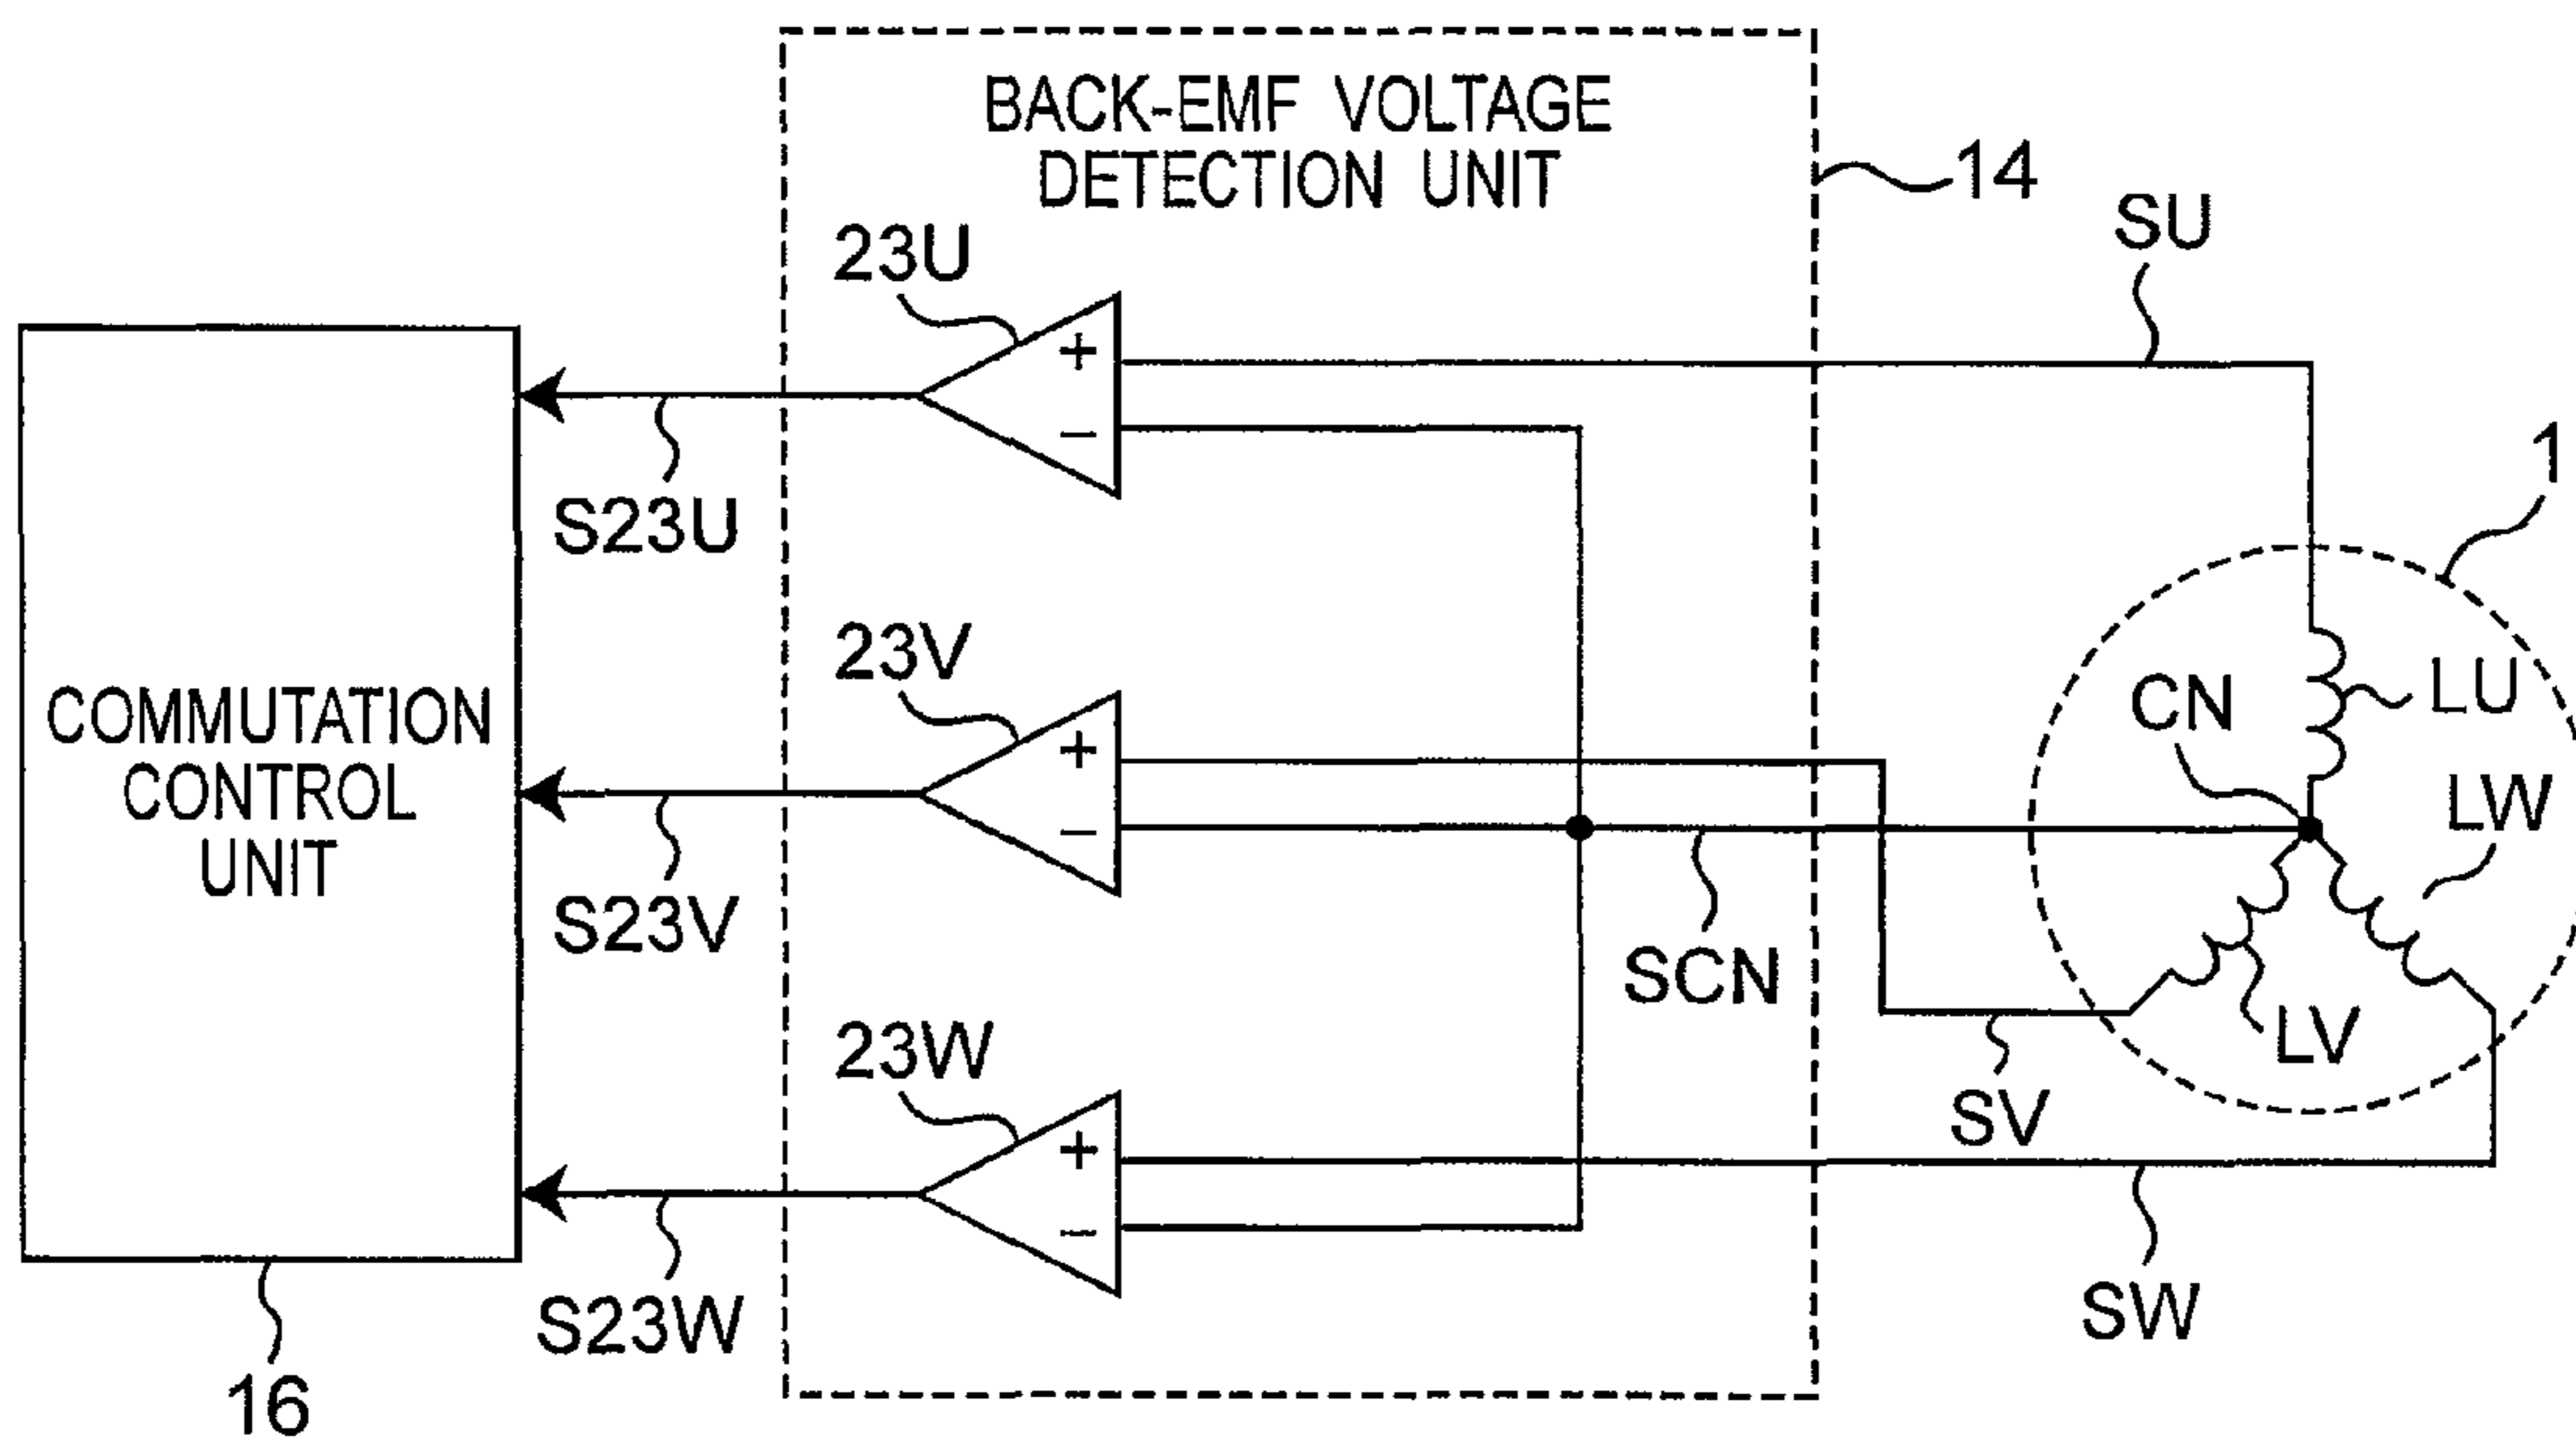 BACK-EMF VOLTAGE
DETECTION UNIT
14
SU
23U
+
−
S23U
1
23V
+
−
S23V
COMMUTATION
CONTROL
UNIT
CN
LU
LW
SCN
LV
SV
23W
+
−
S23W
SW
16